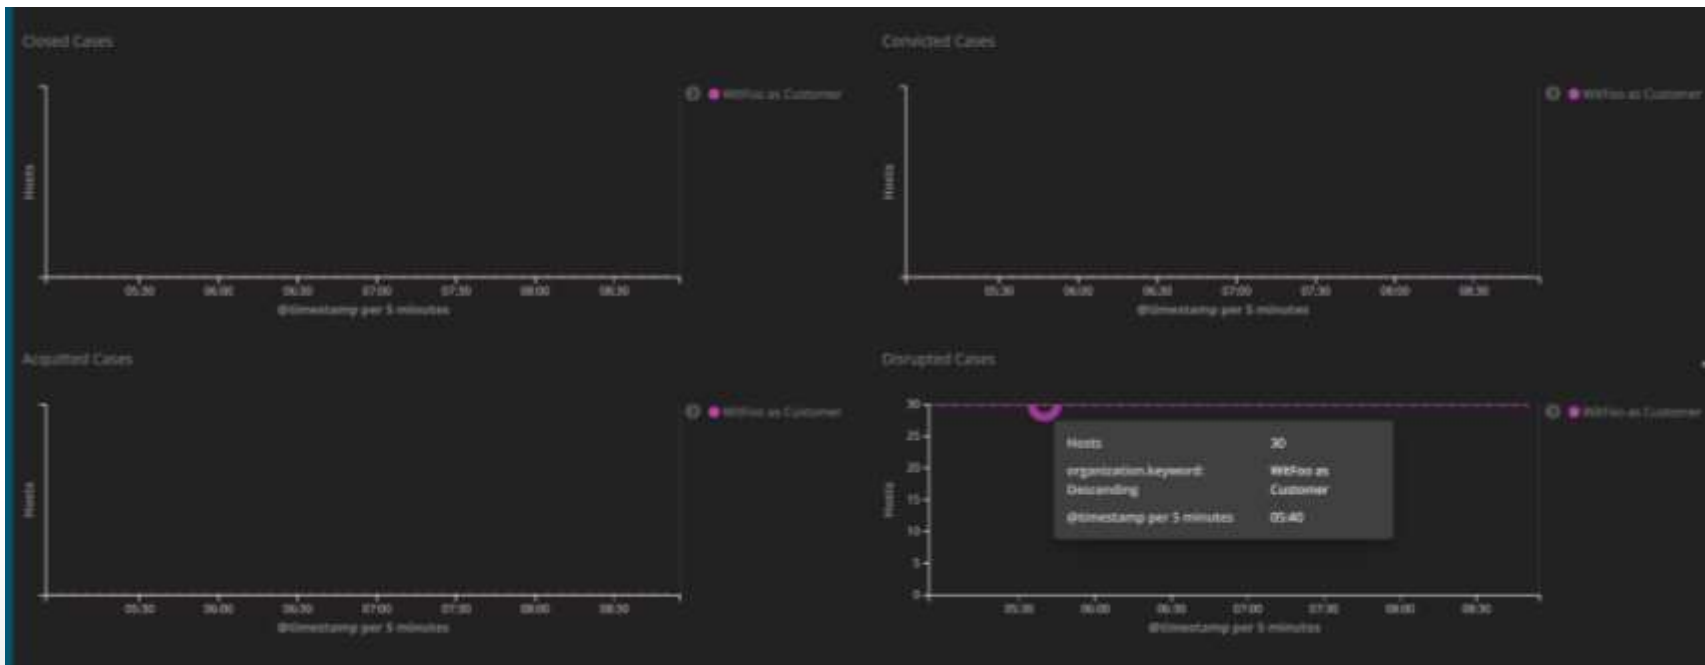 Closed Cases
Hosts
WitFoo as Customer
05:30 06:00 06:30 07:00 07:30 08:00 08:30
@timestamp per 5 minutes
Convicted Cases
Hosts
WitFoo as Customer
05:30 06:00 06:30 07:00 07:30 08:00 08:30
@timestamp per 5 minutes
Acquitted Cases
Hosts
WitFoo as Customer
05:30 06:00 06:30 07:00 07:30 08:00 08:30
@timestamp per 5 minutes
Disrupted Cases
Hosts
30
25
20
15
10
5
0
WitFoo as Customer
Hosts 30
organization.keyword: WitFoo as
Descending Customer
@timestamp per 5 minutes 05:40
05:30 06:00 06:30 07:00 07:30 08:00 08:30
@timestamp per 5 minutes